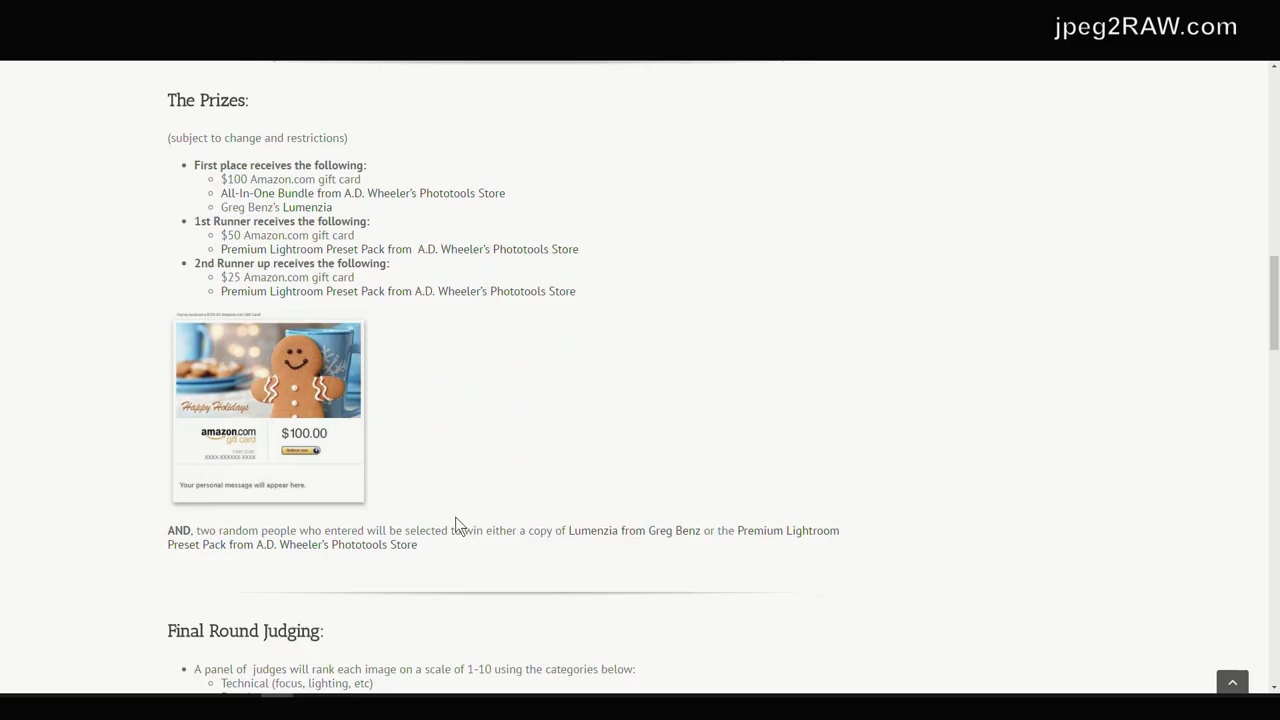 jpeg2RAW.com
The Prizes:
(subject to change and restrictions)
First place receives the following:
$100 Amazon.com gift card
All-In-One Bundle from A.D. Wheeler's Phototools Store
Greg Benz's Lumenzia
1st Runner receives the following:
$50 Amazon.com gift card
Premium Lightroom Preset Pack from A.D. Wheeler's Phototools Store
2nd Runner up receives the following:
$25 Amazon.com gift card
Premium Lightroom Preset Pack from A.D. Wheeler's Phototools Store
Happy Holidays
amazon.com $100.00
gift card
XXXX-XXXXXX-XXXX
Your personal message will appear here.
AND, two random people who entered will be selected to win either a copy of Lumenzia from Greg Benz or the Premium Lightroom
Preset Pack from A.D. Wheeler's Phototools Store
Final Round Judging:
A panel of judges will rank each image on a scale of 1-10 using the categories below:
Technical (focus, lighting, etc)